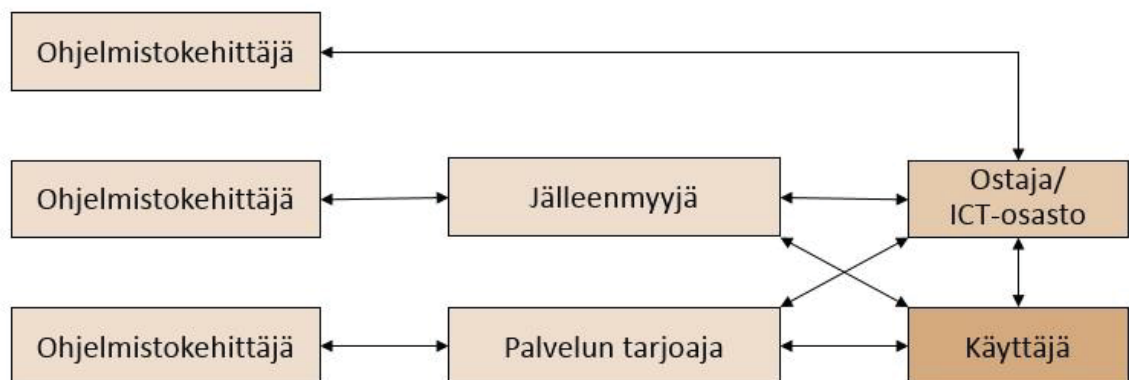 Ohjelmistokehittäjä
Ohjelmistokehittäjä
Jälleenmyyjä
Ostaja/
ICT-osasto
Ohjelmistokehittäjä
Palvelun tarjoaja
Käyttäjä